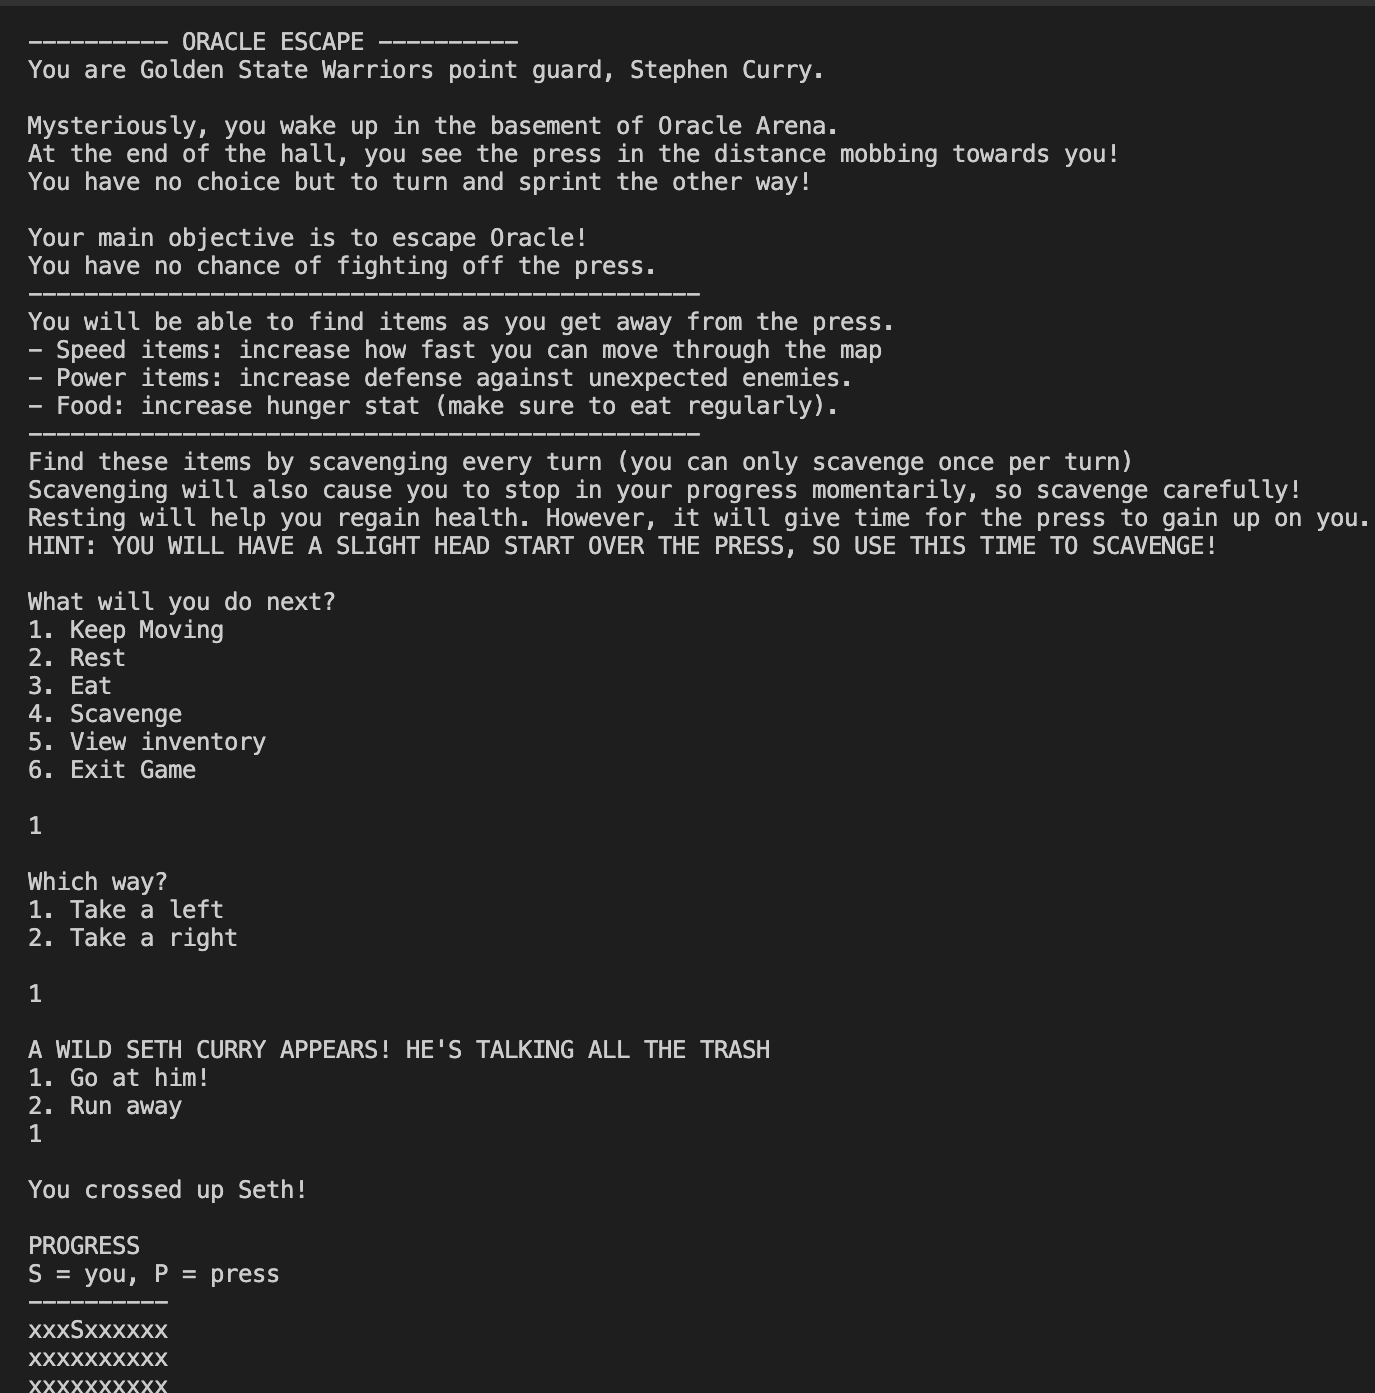 ---------- ORACLE ESCAPE ----------
You are Golden State Warriors point guard, Stephen Curry.
Mysteriously, you wake up in the basement of Oracle Arena.
At the end of the hall, you see the press in the distance mobbing towards you!
You have no choice but to turn and sprint the other way!
Your main objective is to escape Oracle!
You have no chance of fighting off the press.
------------------------------------------------
You will be able to find items as you get away from the press.
- Speed items: increase how fast you can move through the map
- Power items: increase defense against unexpected enemies.
- Food: increase hunger stat (make sure to eat regularly).
------------------------------------------------
Find these items by scavenging every turn (you can only scavenge once per turn)
Scavenging will also cause you to stop in your progress momentarily, so scavenge carefully!
Resting will help you regain health. However, it will give time for the press to gain up on you.
HINT: YOU WILL HAVE A SLIGHT HEAD START OVER THE PRESS, SO USE THIS TIME TO SCAVENGE!
What will you do next?
1. Keep Moving
2. Rest
3. Eat
4. Scavenge
5. View inventory
6. Exit Game
1
Which way?
1. Take a left
2. Take a right
1
A WILD SETH CURRY APPEARS! HE'S TALKING ALL THE TRASH
1. Go at him!
2. Run away
1
You crossed up Seth!
PROGRESS
S = you, P = press
----------
xxxSxxxxxx
xxxxxxxxxx
xxxxxxxxxx